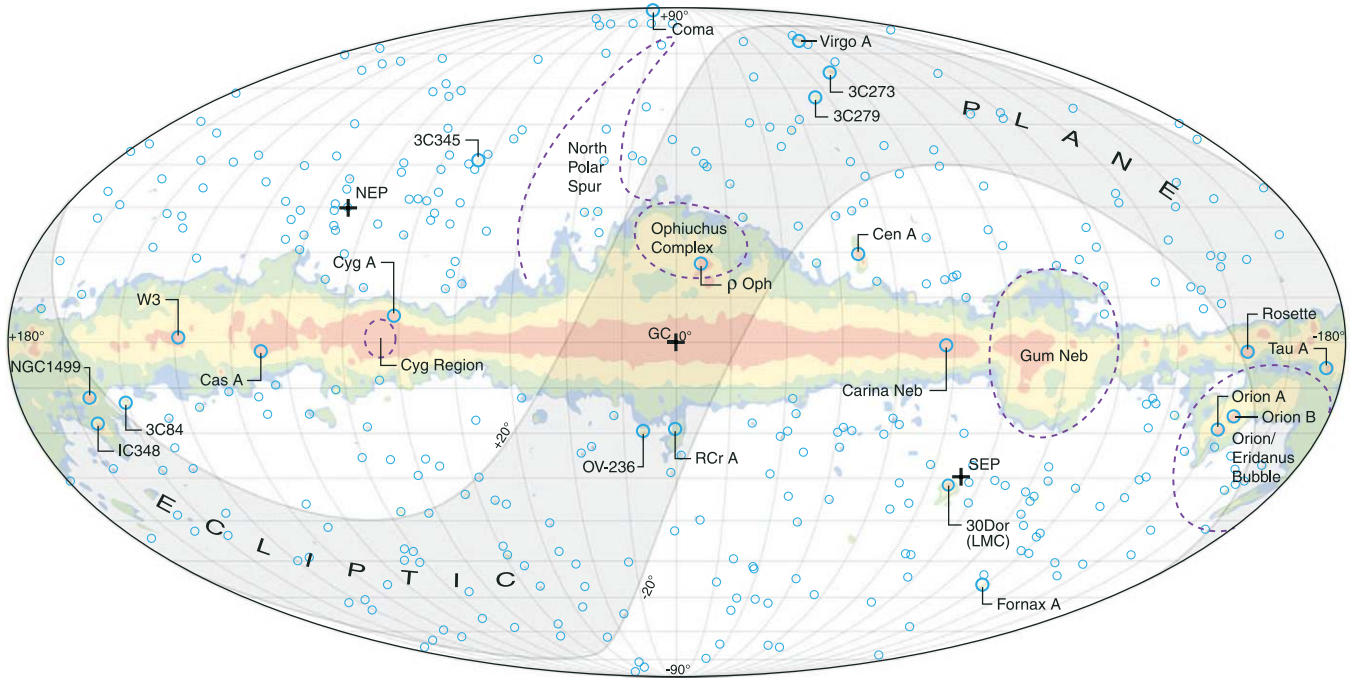 +90°
Coma
Virgo A
3C273
3C279
PLANE
3C345
North
Polar
Spur
NEP
Ophiuchus
Complex
Cen A
Cyg A
ρ Oph
W3
Rosette
+180°
GC
0°
-180°
Tau A
NGC1499
Cyg Region
Gum Neb
Cas A
Carina Neb
Orion A
3C84
Orion B
IC348
+20°
OV-236
RCr A
Orion/
Eridanus
Bubble
SEP
ECLIPTIC
30Dor
(LMC)
-20°
Fornax A
-90°